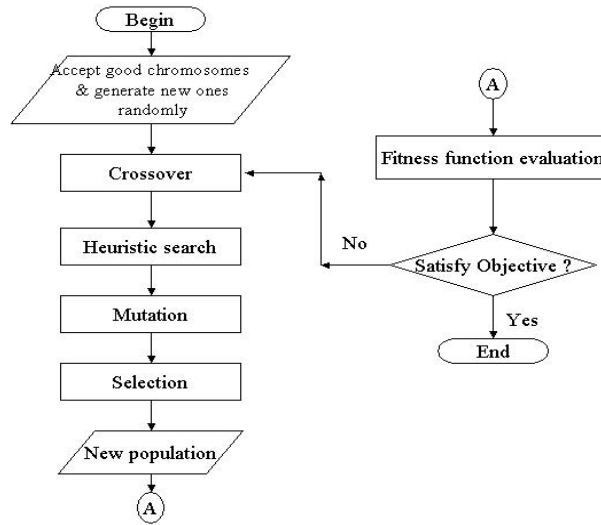 Begin
Accept good chromosomes
& generate new ones
randomly
Crossover
Heuristic search
Mutation
Selection
New population
A
A
Fitness function evaluation
Satisfy Objective ?
No
Yes
End